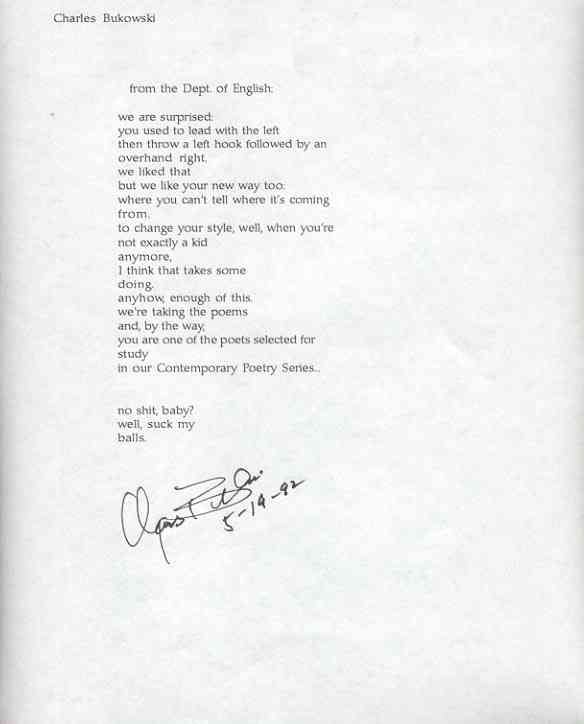 Charles Bukowski
from the Dept. of English:
we are surprised:
you used to lead with the left
then throw a left hook followed by an
overhand right.
we liked that
but we like your new way too:
where you can't tell where it's coming
from.
to change your style, well, when you're
not exactly a kid
anymore,
I think that takes some
doing.
anyhow, enough of this.
we're taking the poems
and, by the way,
you are one of the poets selected for
study
in our Contemporary Poetry Series..
no shit, baby?
well, suck my
balls.
5-19-92